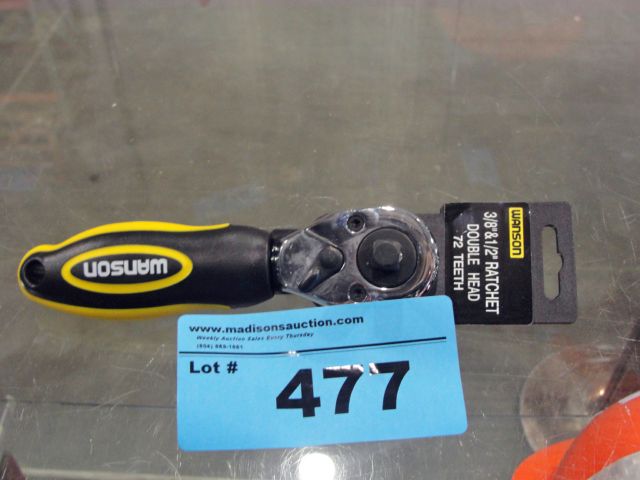 WANSON
WANSON
3/8"&1/2" RATCHET
DOUBLE HEAD
72 TEETH
www.madisonsauction.com
Weekly Auction Sales Every Thursday
Lot # 477